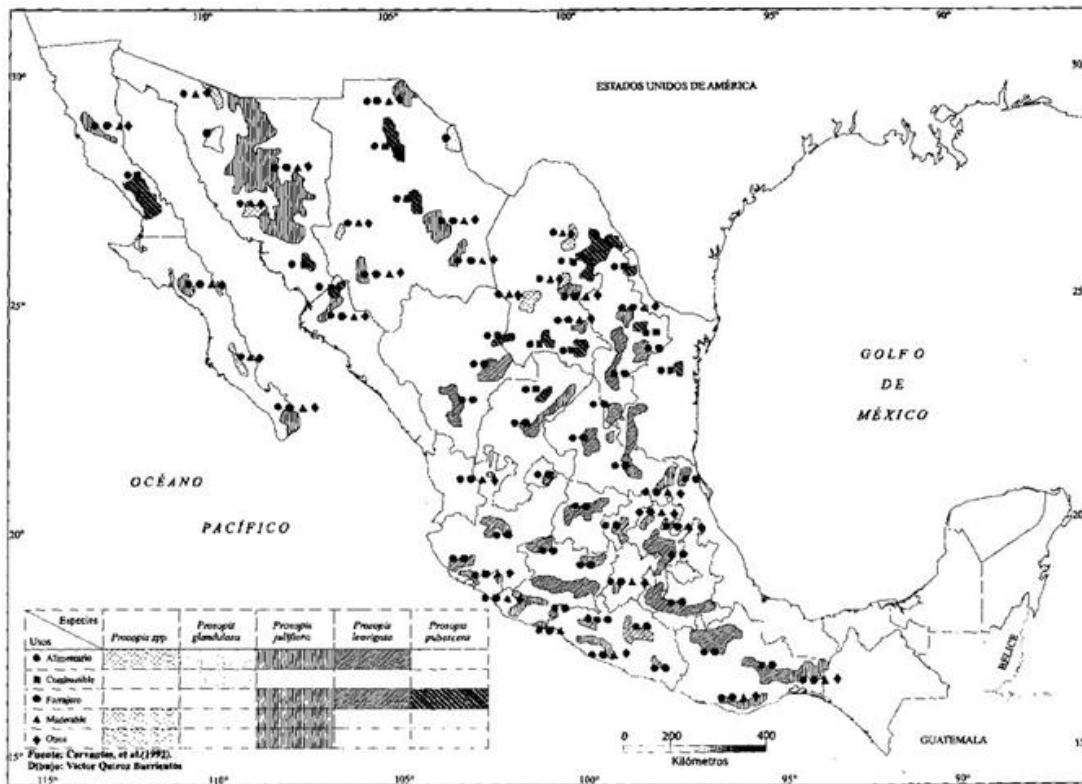 110° 105° 100° 95° 90°
30°
ESTADOS UNIDOS DE AMÉRICA
25°
GOLFO
DE
MÉXICO
OCÉANO
PACÍFICO
20°
BELICE
GUATEMALA
Especies
Usos
Prosopis spp
Prosopis glandulosa
Prosopis juliflora
Prosopis laevigata
Prosopis pubescens
Alimentario
Combustible
Forrajero
Maderable
Otros
Fuente: Cervantes, et al.(1992).
Dibujo: Víctor Quiroz Barrientos
0 200 400
Kilómetros
15°
115° 110° 105° 100° 95° 90°